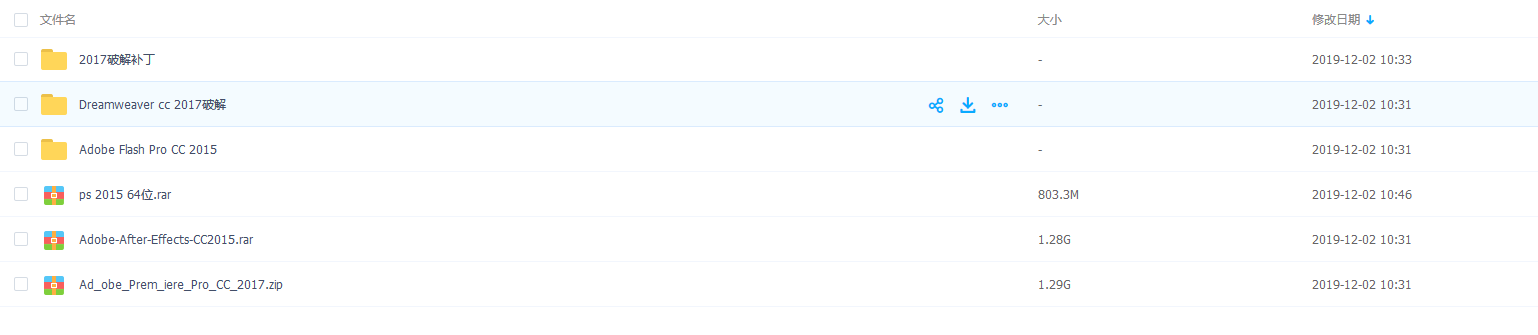 文件名 大小 修改日期
2017破解补丁 - 2019-12-02 10:33
Dreamweaver cc 2017破解 - 2019-12-02 10:31
Adobe Flash Pro CC 2015 - 2019-12-02 10:31
ps 2015 64位.rar 803.3M 2019-12-02 10:46
Adobe-After-Effects-CC2015.rar 1.28G 2019-12-02 10:31
Ad_obe_Prem_iere_Pro_CC_2017.zip 1.29G 2019-12-02 10:31